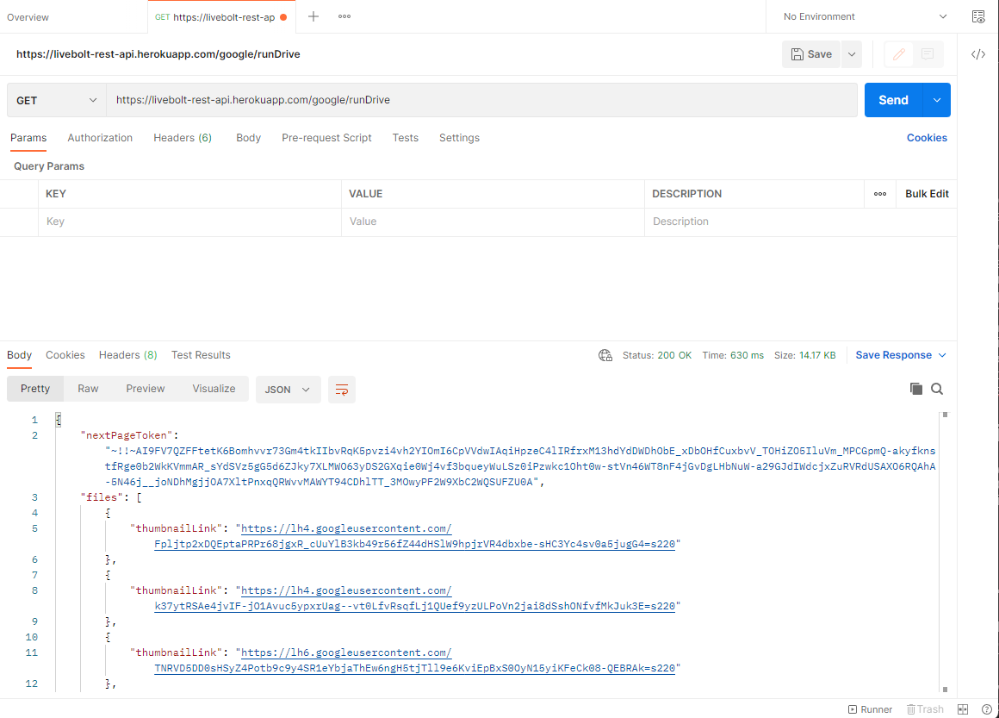 Overview
GET https://livebolt-rest-ap
No Environment
https://livebolt-rest-api.herokuapp.com/google/runDrive
Save
GET
https://livebolt-rest-api.herokuapp.com/google/runDrive
Send
Params Authorization Headers (6) Body Pre-request Script Tests Settings Cookies
Query Params
KEY VALUE DESCRIPTION Bulk Edit
Key Value Description
Body Cookies Headers (8) Test Results Status: 200 OK Time: 630 ms Size: 14.17 KB Save Response
Pretty Raw Preview Visualize JSON
1 {
2 "nextPageToken":
"~!!~AI9FV7QZFFtetK6Bomhvvr73Gm4tkIIbvRqK5pvzi4vh2YIOmI6CpVVdwIAqiHpzeC4lIRfrxM13hdYdDWDhObE_xDbOHfCuxbvV_TOHiZO5IluVm_MPCGpmQ-akyfkns
tfRge0b2WkKVmmAR_sYdSVz5gG5d6ZJky7XLMWO63yDS2GXqie0Wj4vf3bqueyWuLSz0iPzwkc1Oht0w-stVn46WT8nF4jGvDgLHbNuW-a29GJdIWdcjxZuRVRdUSAXO6RQAhA
-5N46j__joNDhMgjjOA7XltPnxqQRWvvMAWYT94CDhlTT_3MOwyPF2W9XbC2WQSUFZU0A",
3 "files": [
4 {
5 "thumbnailLink": "https://lh4.googleusercontent.com/
Fpljtp2xDQEptaPRPr68jgxR_cUuYlB3kb49r56fZ44dHSlW9hpjrVR4dbxbe-sHC3Yc4sv0a5jugG4=s220"
6 },
7 {
8 "thumbnailLink": "https://lh4.googleusercontent.com/
k37ytRSAe4jvIF-jO1Avuc5ypxrUag--vt0LfvRsqfLj1QUef9yzULPoVn2jai8dSshONfvfMkJuk3E=s220"
9 },
10 {
11 "thumbnailLink": "https://lh6.googleusercontent.com/
TNRVD5DD0sHSyZ4Potb9c9y4SR1eYbjaThEw6ngH5tjTll9e6KviEpBxS0OyN15yiKFeCk08-QEBRAk=s220"
12 },
Runner Trash